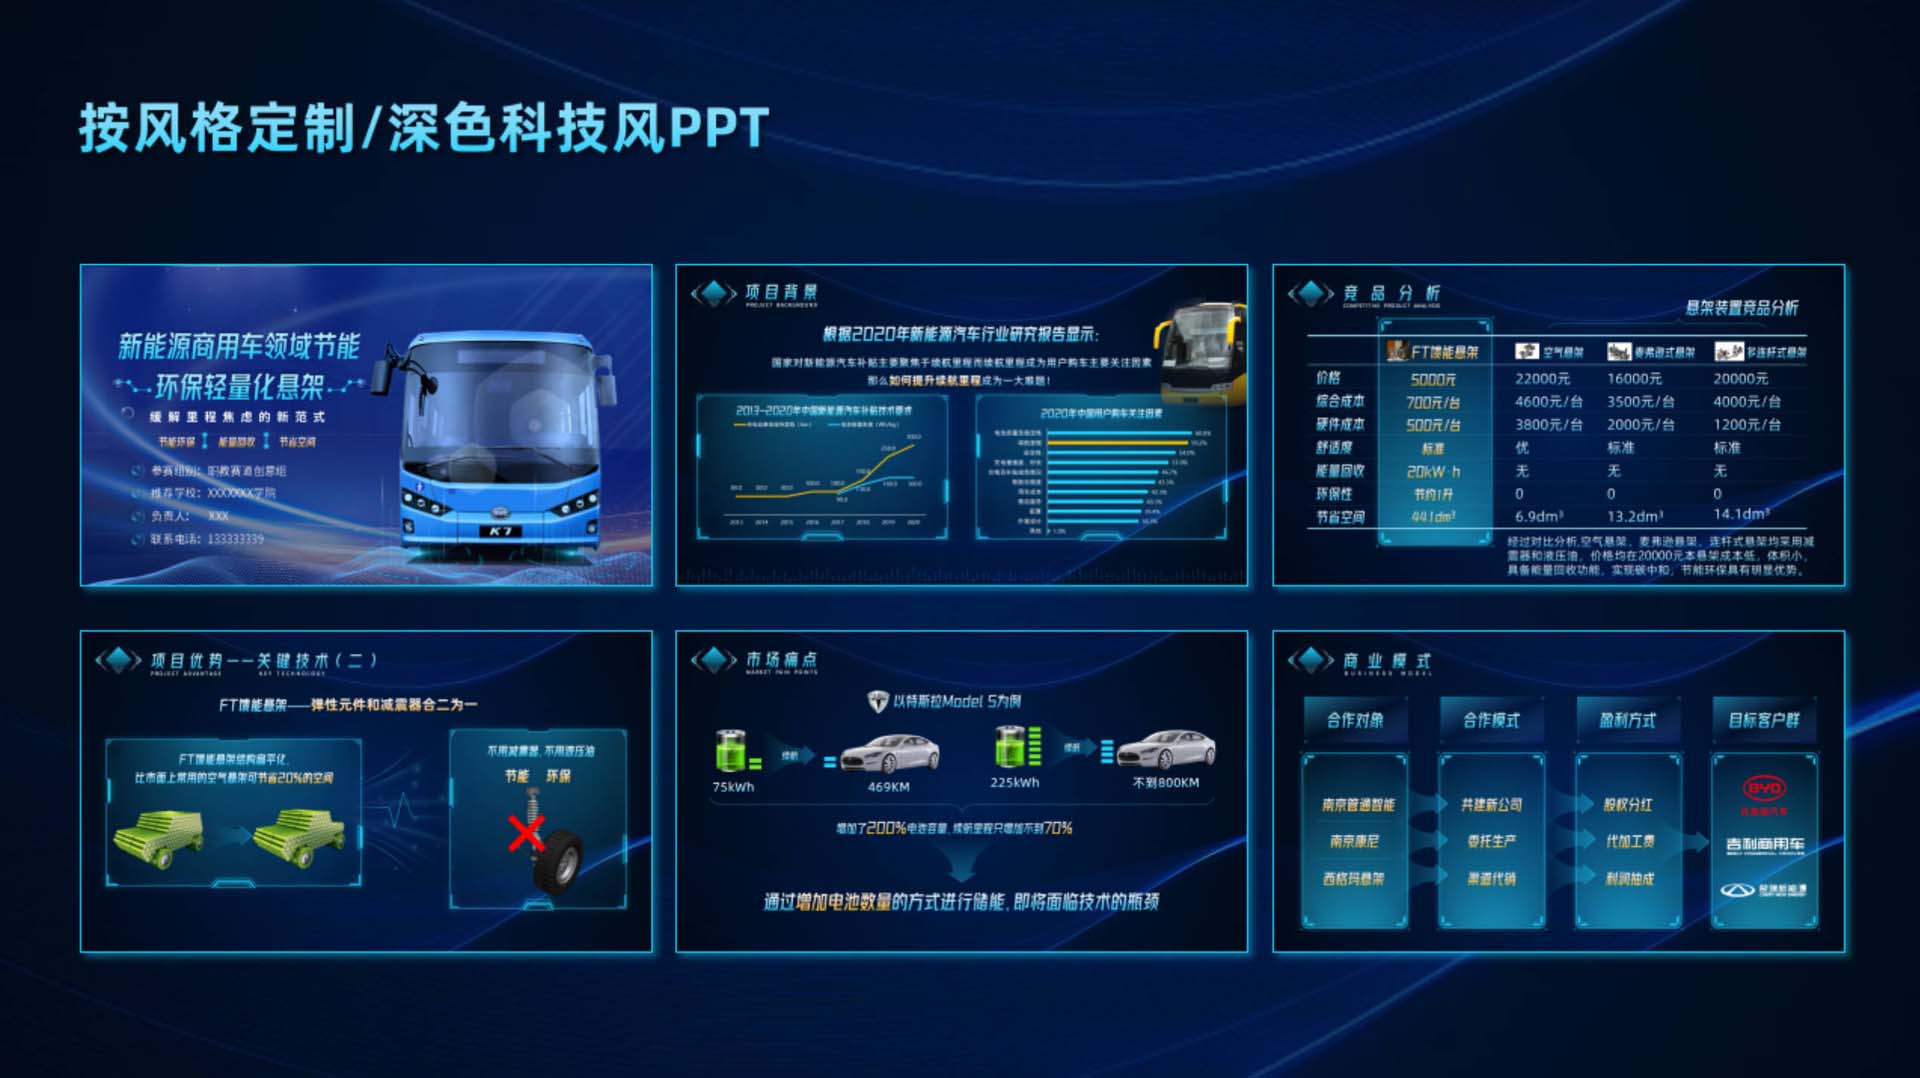 按风格定制/深色科技风PPT
新能源商用车领域节能
环保轻量化悬架
缓解里程焦虑的新范式
节能环保 能量回收 节省空间
参赛组别：职教赛道创意组
推荐学校：XXXXXXX学院
负责人： XXX
联系电话：133333339
K7
项目背景
PROJECT BACKGROUND
根据2020年新能源汽车行业研究报告显示:
国家对新能源汽车补贴主要聚焦于续航里程而续航里程成为用户购车主要关注因素
那么如何提升续航里程成为一大难题!
2013-2020年中国新能源汽车补贴技术要求
2013 2014 2015 2016 2017 2018 2019 2020
2020年中国用户购车关注因素
竞品分析
COMPETITIVE PRODUCT ANALYSIS
悬架装置竞品分析
FT馈能悬架 空气悬架 麦弗逊式悬架 多连杆式悬架
价格 5000元 22000元 16000元 20000元
综合成本 700元/台 4600元/台 3500元/台 4000元/台
硬件成本 500元/台 3800元/台 2000元/台 1200元/台
舒适度 标准 优 标准 标准
能量回收 20kW·h 无 无 无
环保性 节约1升 0 0 0
节省空间 44.1dm³ 6.9dm³ 13.2dm³ 14.1dm³
经过对比分析,空气悬架、麦弗逊悬架、连杆式悬架均采用减
震器和液压油，价格均在20000元本悬架成本低，体积小，
具备能量回收功能，实现碳中和，节能环保具有明显优势。
项目优势——关键技术(二)
PROJECT ADVANTAGE KEY TECHNOLOGY
FT馈能悬架——弹性元件和减震器合二为一
FT馈能悬架结构扁平化,
比市面上常用的空气悬架可节省20%的空间
不用减震器,不用液压油
节能 环保
市场痛点
MARKET PAIN POINTS
以特斯拉Model S为例
75kWh 续航 469KM
225kWh 续航 不到800KM
增加了200%电池容量,续航里程只增加不到70%
通过增加电池数量的方式进行储能,即将面临技术的瓶颈
商业模式
BUSINESS MODEL
合作对象 合作模式 盈利方式 目标客户群
南京管通智能 共建新公司 股权分红 BYD
南京康尼 委托生产 代加工费 吉利商用车
西格玛悬架 渠道代销 利润抽成